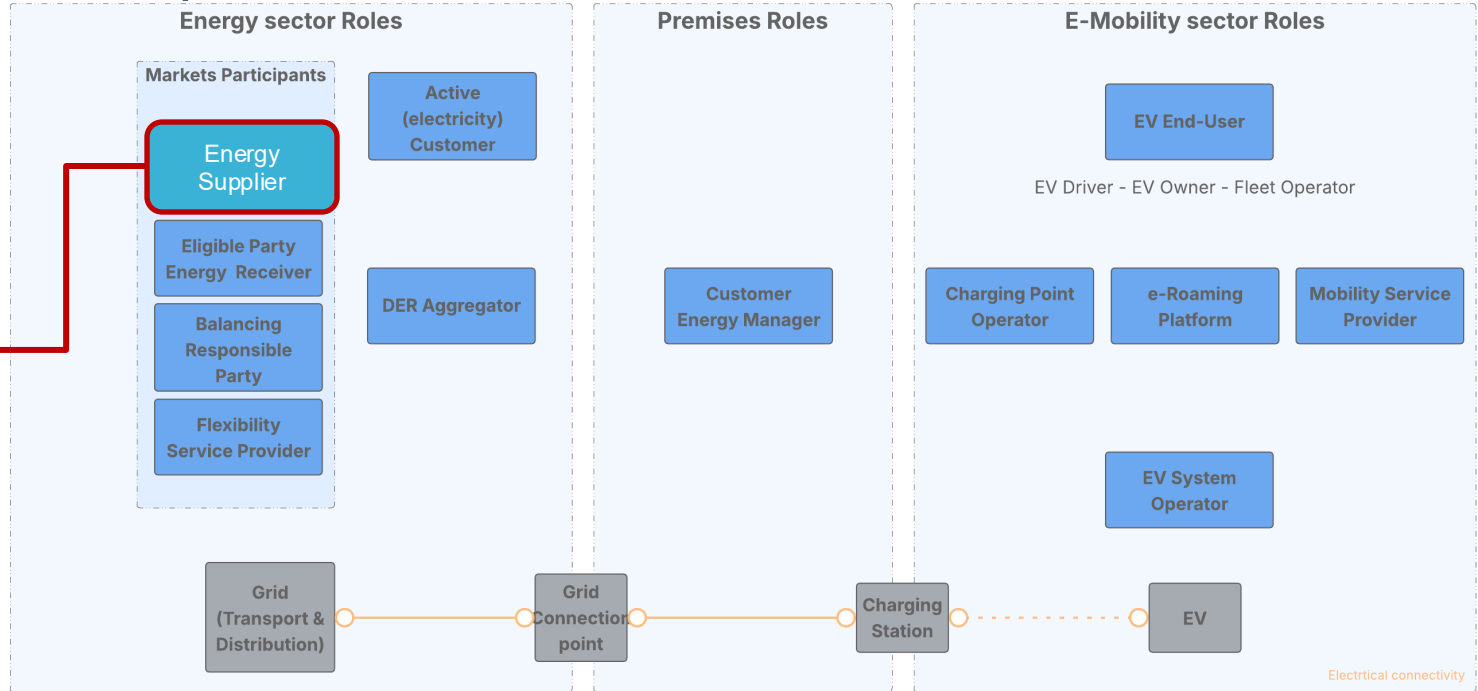 Energy sector Roles
Premises Roles
E-Mobility sector Roles
Markets Participants
Active
(electricity)
Customer
Energy
Supplier
EV End-User
EV Driver - EV Owner - Fleet Operator
Eligible Party
Energy Receiver
DER Aggregator
Customer
Energy Manager
Charging Point
Operator
e-Roaming
Platform
Mobility Service
Provider
Balancing
Responsible
Party
Flexibility
Service Provider
EV System
Operator
Grid
(Transport &
Distribution)
Grid
Connection
point
Charging
Station
EV
Electrtical connectivity